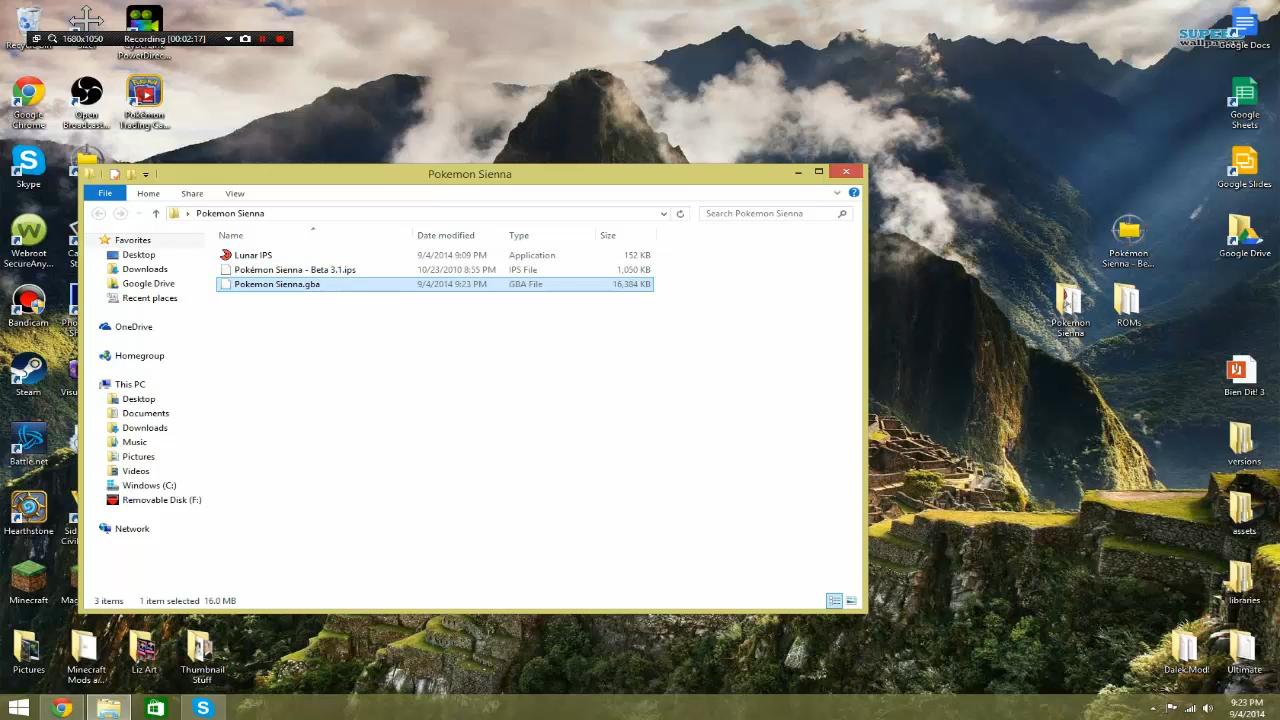 Recycle Bin
Size!
1680x1050
Recording [00:02:17]
CyberLink
PowerDirec...
Google
Chrome
Open
Broadcast...
Pokémon
Trading Ca...
Skype
Webroot
SecureAny...
Bandicam
Steam
Battle.net
Hearthstone
Minecraft
Pictures
Minecraft
Mods a...
Liz Art
Thumbnail
Stuff
Pokemon Sienna
File
Home
Share
View
Pokemon Sienna
Search Pokemon Sienna
Name
Date modified
Type
Size
Lunar IPS
9/4/2014 9:09 PM
Application
152 KB
Pokémon Sienna - Beta 3.1.ips
10/23/2010 8:55 PM
IPS File
1,050 KB
Pokemon Sienna.gba
9/4/2014 9:23 PM
GBA File
16,384 KB
Favorites
Desktop
Downloads
Google Drive
Recent places
OneDrive
Homegroup
This PC
Desktop
Documents
Downloads
Music
Pictures
Videos
Windows (C:)
Removable Disk (F:)
Network
3 items
1 item selected 16.0 MB
Google Docs
Google
Sheets
Google Slides
Google Drive
Pokémon
Sienna - Be...
Pokemon
Sienna
ROMs
Bien Dit! 3
versions
assets
libraries
Dalek.Mod!
Ultimate
9:23 PM
9/4/2014